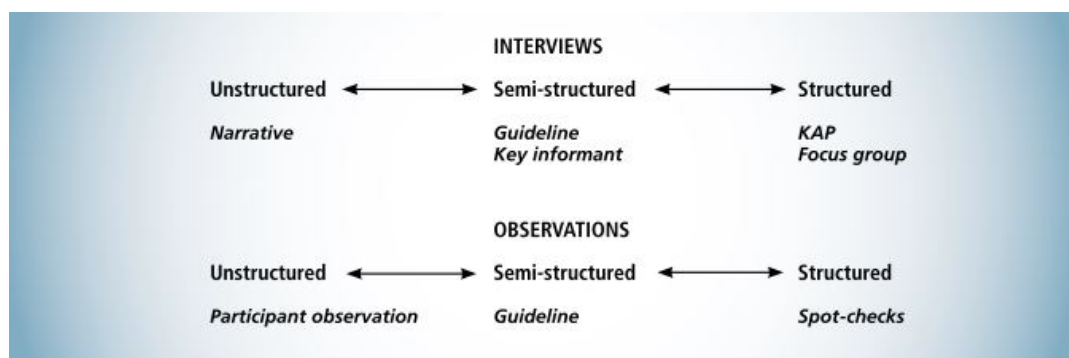 INTERVIEWS
Unstructured Semi-structured Structured
Narrative Guideline KAP
Key informant Focus group
OBSERVATIONS
Unstructured Semi-structured Structured
Participant observation Guideline Spot-checks